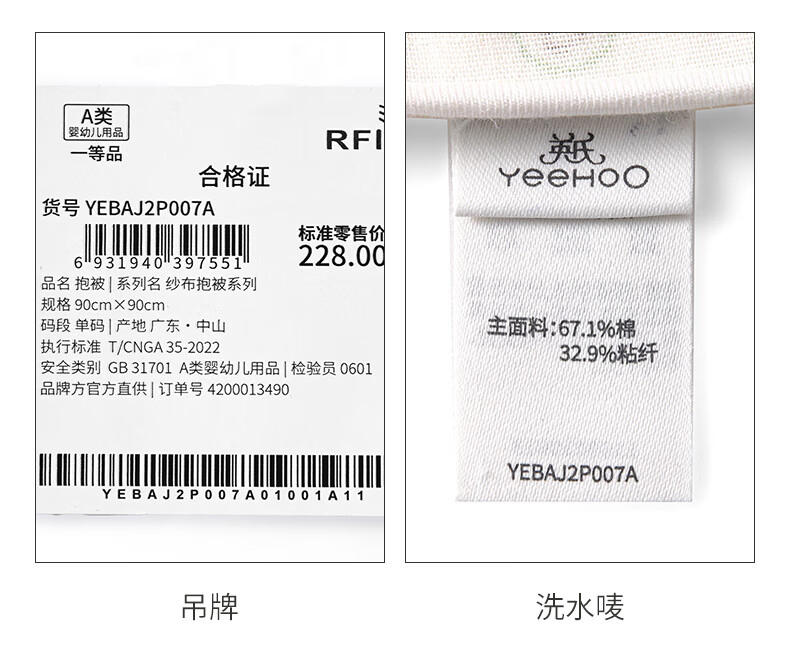 A类
婴幼儿用品
一等品
RFI
合格证
货号 YEBAJ2P007A
6 931940 397551
标准零售价
228.00
品名 抱被 | 系列名 纱布抱被系列
规格 90cm×90cm
码段 单码 | 产地 广东·中山
执行标准 T/CNGA 35-2022
安全类别 GB 31701 A类婴幼儿用品 | 检验员 0601
品牌方官方直供 | 订单号 4200013490
YEBAJ2P007A01001A11
吊牌
英氏
YeeHoO
主面料:67.1%棉
32.9%粘纤
YEBAJ2P007A
洗水唛